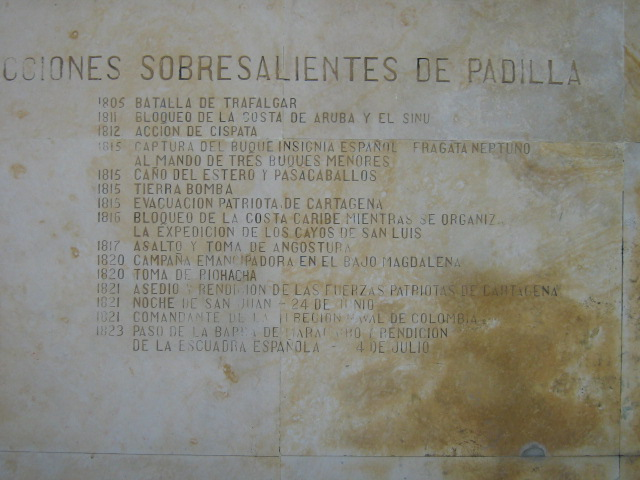 CCIONES SOBRESALIENTES DE PADILLA
1805 BATALLA DE TRAFALGAR
1811 BLOQUEO DE LA COSTA DE ARUBA Y EL SINU
1812 ACCION DE CISPATA
1815 CAPTURA DEL BUQUE INSIGNIA ESPAÑOL FRAGATA NEPTUNO
AL MANDO DE TRES BUQUES MENORES
1815 CAÑO DEL ESTERO Y PASACABALLOS
1815 TIERRA BOMBA
1815 EVACUACION PATRIOTA DE CARTAGENA
1816 BLOQUEO DE LA COSTA CARIBE MIENTRAS SE ORGANIZ
LA EXPEDICION DE LOS CAYOS DE SAN LUIS
1817 ASALTO Y TOMA DE ANGOSTURA
1820 CAMPAÑA EMANCIPADORA EN EL BAJO MAGDALENA
1820 TOMA DE RIOHACHA
1821 ASEDIO Y RENDICION DE LAS FUERZAS PATRIOTAS DE CARTAGENA
1821 NOCHE DE SAN JUAN - 24 DE JUNIO
1821 COMANDANTE DE LA DIRECCION NAVAL DE COLOMBIA
1823 PASO DE LA BARRA DE MARACAIBO Y RENDICION
DE LA ESCUADRA ESPAÑOLA - 4 DE JULIO